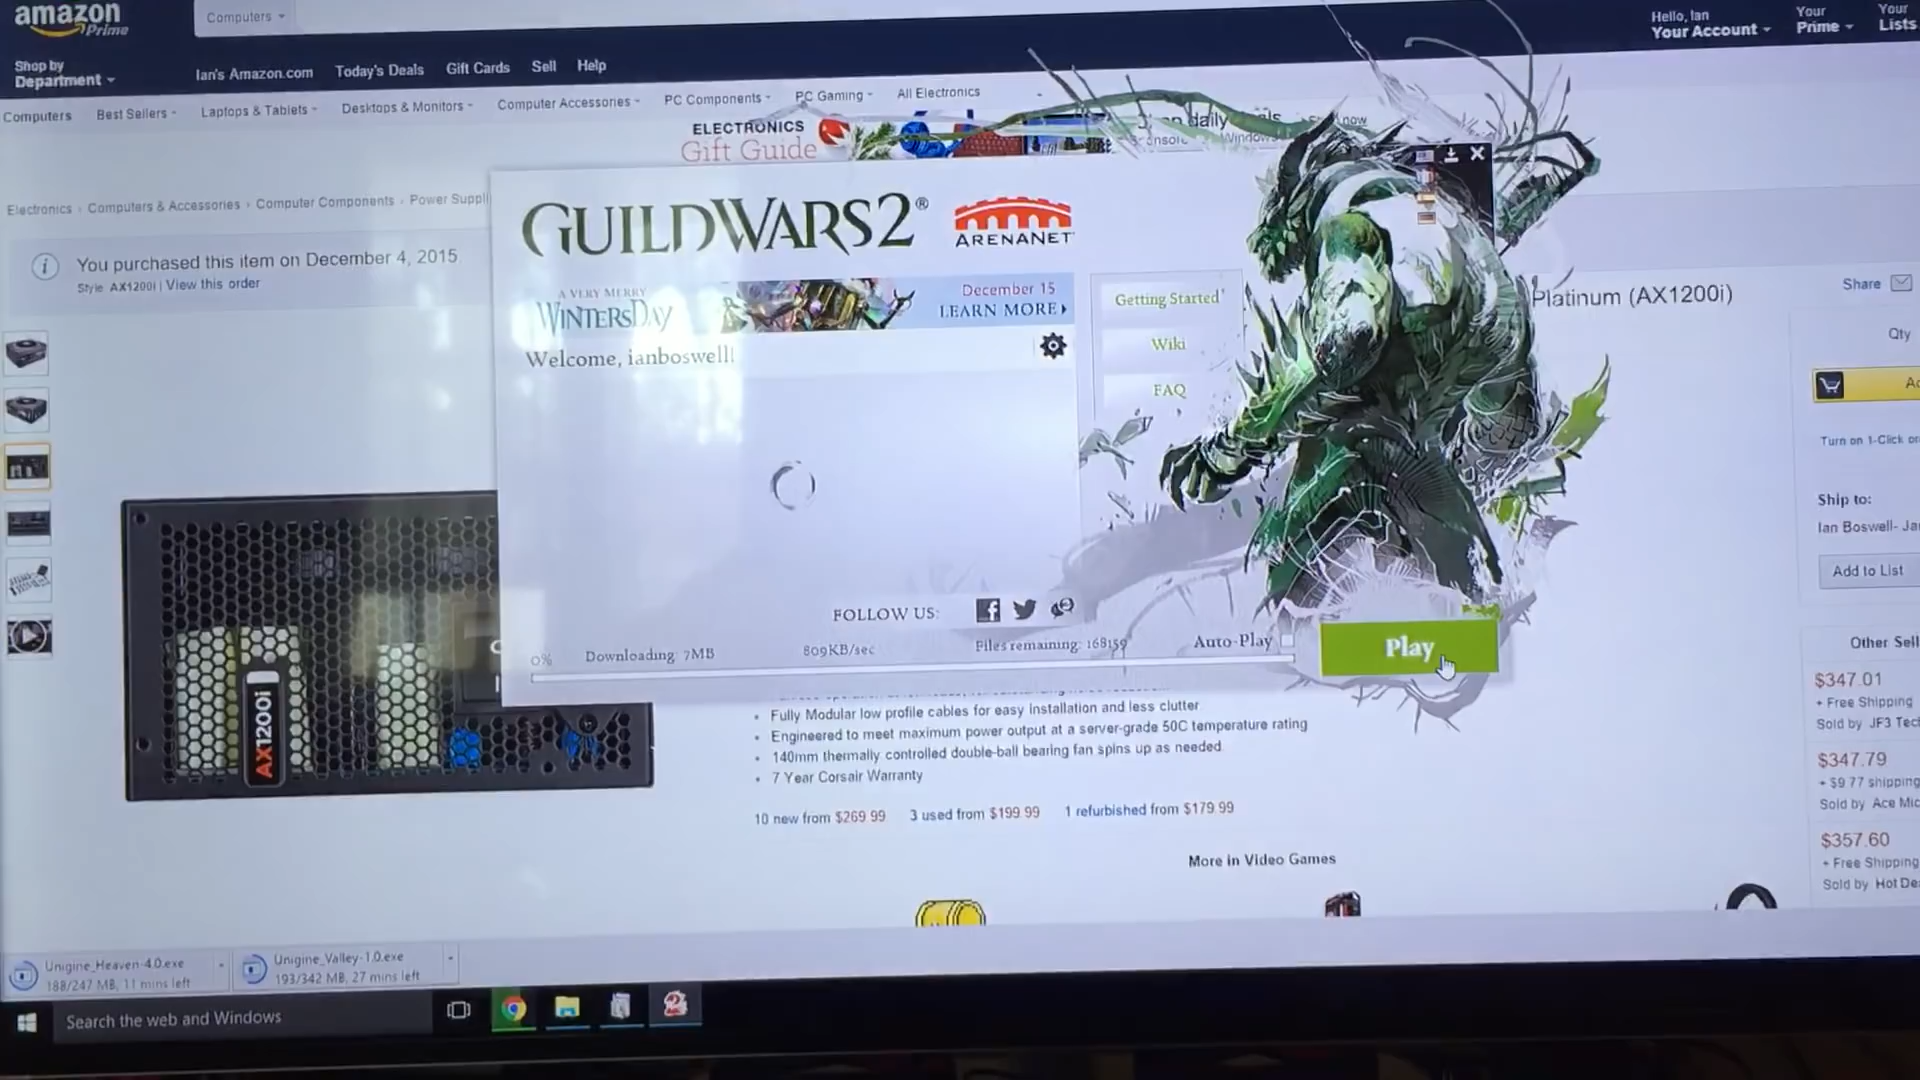 amazon
Prime
Computers
Hello, Ian
Your Account
Your
Prime
Your
Lists
Shop by
Department
Ian's Amazon.com
Today's Deals
Gift Cards
Sell
Help
Computers
Best Sellers
Laptops & Tablets
Desktops & Monitors
Computer Accessories
PC Components
PC Gaming
All Electronics
ELECTRONICS
Gift Guide
daily
now
Electronics › Computers & Accessories › Computer Components › Power Suppl
You purchased this item on December 4, 2015
Style AX1200i | View this order
GUILD WARS 2®
ARENANET
A VERY MERRY
WINTERSDAY
December 15
LEARN MORE
Welcome, ianboswell!
Getting Started
Wiki
FAQ
Platinum (AX1200i)
Share
Qty
Turn on 1-Click or
Ship to:
Ian Boswell- Ja
Add to List
FOLLOW US:
0%
Downloading: 7MB
809KB/sec
Files remaining: 168159
Auto-Play
Play
AX1200i
Fully Modular low profile cables for easy installation and less clutter
Engineered to meet maximum power output at a server-grade 50C temperature rating
140mm thermally controlled double-ball bearing fan spins up as needed.
7 Year Corsair Warranty
10 new from $269.99
3 used from $199.99
1 refurbished from $179.99
More in Video Games
Other Sell
$347.01
+ Free Shipping
Sold by JF3 Tec
$347.79
+ $9.77 shipping
Sold by Ace Mic
$357.60
+ Free Shipping
Sold by Hot De
Unigine_Heaven-4.0.exe
188/247 MB, 11 mins left
Unigine_Valley-1.0.exe
193/342 MB, 27 mins left
Search the web and Windows